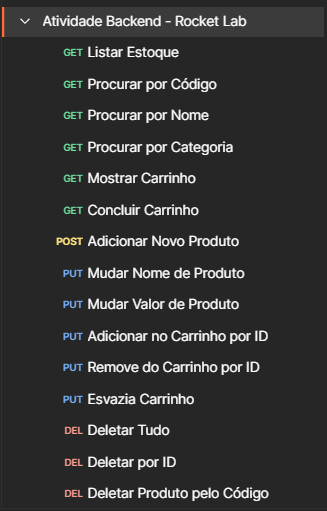 Atividade Backend - Rocket Lab
GET Listar Estoque
GET Procurar por Código
GET Procurar por Nome
GET Procurar por Categoria
GET Mostrar Carrinho
GET Concluir Carrinho
POST Adicionar Novo Produto
PUT Mudar Nome de Produto
PUT Mudar Valor de Produto
PUT Adicionar no Carrinho por ID
PUT Remove do Carrinho por ID
PUT Esvazia Carrinho
DEL Deletar Tudo
DEL Deletar por ID
DEL Deletar Produto pelo Código